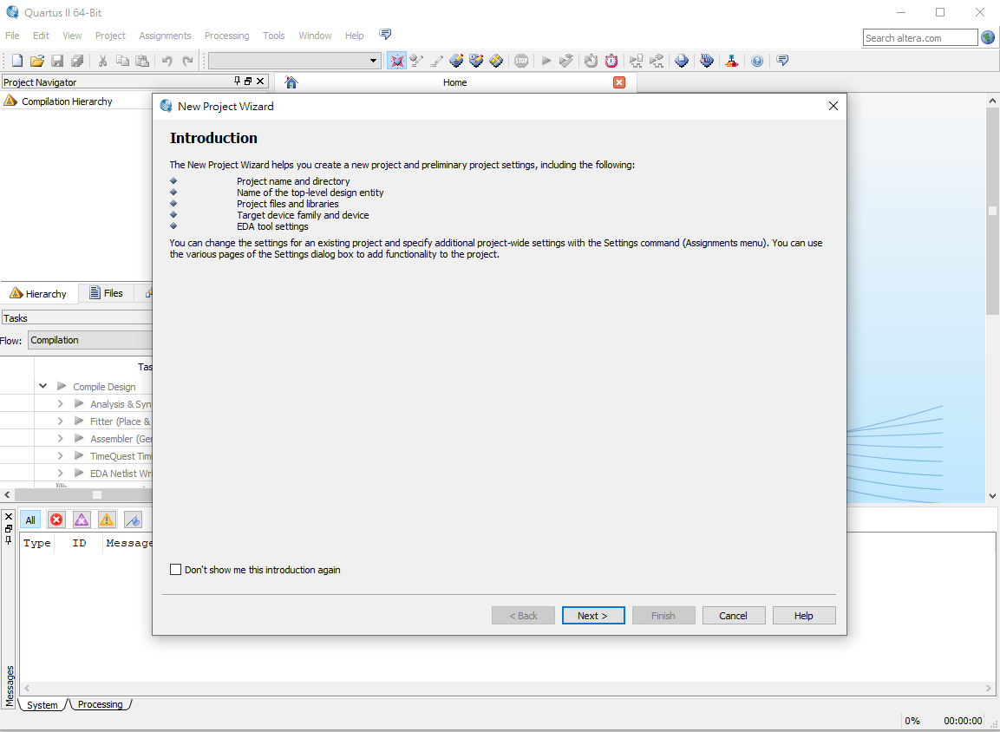 Quartus II 64-Bit
File Edit View Project Assignments Processing Tools Window Help
Search altera.com
STOP
Project Navigator
Home
Compilation Hierarchy
New Project Wizard
Introduction
The New Project Wizard helps you create a new project and preliminary project settings, including the following:
Project name and directory
Name of the top-level design entity
Project files and libraries
Target device family and device
EDA tool settings
You can change the settings for an existing project and specify additional project-wide settings with the Settings command (Assignments menu). You can use
the various pages of the Settings dialog box to add functionality to the project.
Hierarchy Files
Tasks
Flow: Compilation
Tas
Compile Design
Analysis & Syn
Fitter (Place &
Assembler (Ger
TimeQuest Timi
EDA Netlist Wri
Don't show me this introduction again
< Back Next > Finish Cancel Help
All
Type ID Message
Messages
System Processing
0% 00:00:00